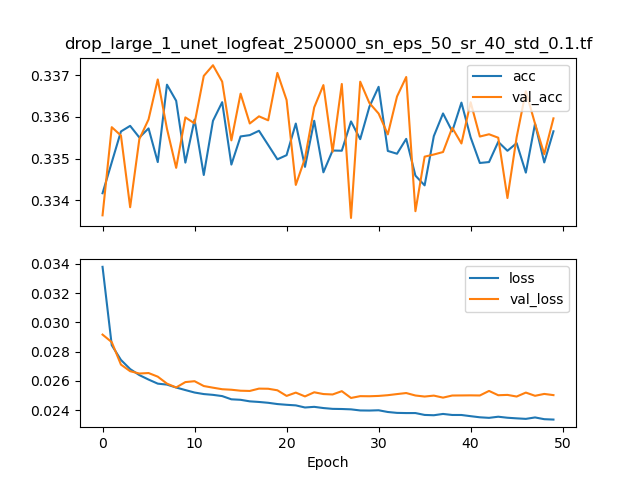 drop_large_1_unet_logfeat_250000_sn_eps_50_sr_40_std_0.1.tf
0.337
0.336
0.335
0.334
acc
val_acc
0.034
0.032
0.030
0.028
0.026
0.024
loss
val_loss
0 10 20 30 40 50
Epoch